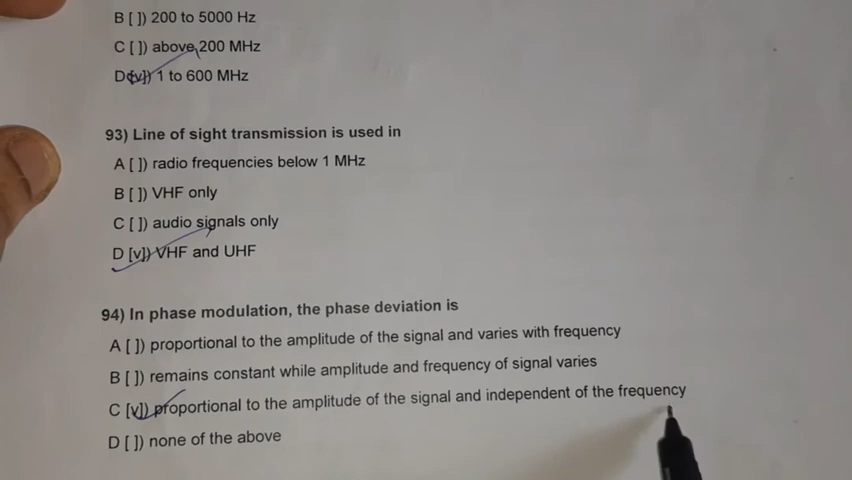 B [ ]) 200 to 5000 Hz
C [ ]) above 200 MHz
D [v]) 1 to 600 MHz
93) Line of sight transmission is used in
A [ ]) radio frequencies below 1 MHz
B [ ]) VHF only
C [ ]) audio signals only
D [v]) VHF and UHF
94) In phase modulation, the phase deviation is
A [ ]) proportional to the amplitude of the signal and varies with frequency
B [ ]) remains constant while amplitude and frequency of signal varies
C [v]) proportional to the amplitude of the signal and independent of the frequency
D [ ]) none of the above